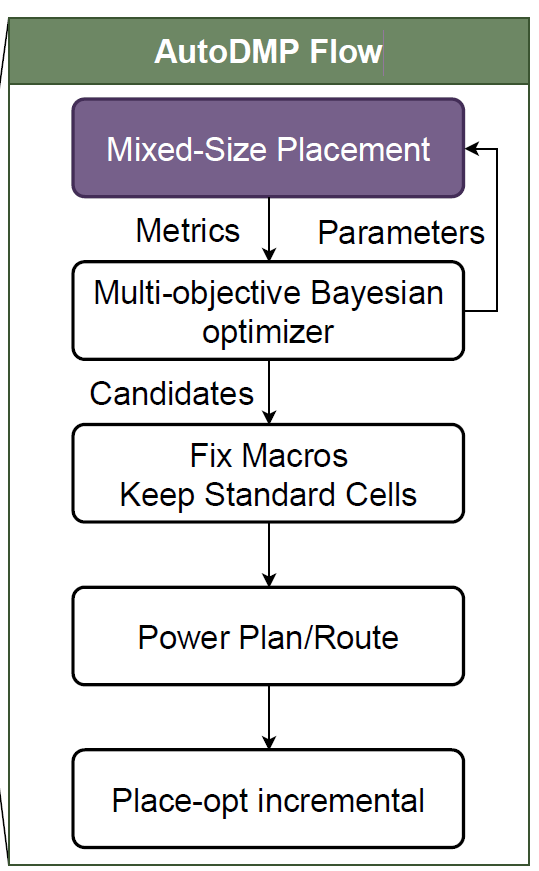 AutoDMP Flow
Mixed-Size Placement
Metrics
Parameters
Multi-objective Bayesian
optimizer
Candidates
Fix Macros
Keep Standard Cells
Power Plan/Route
Place-opt incremental